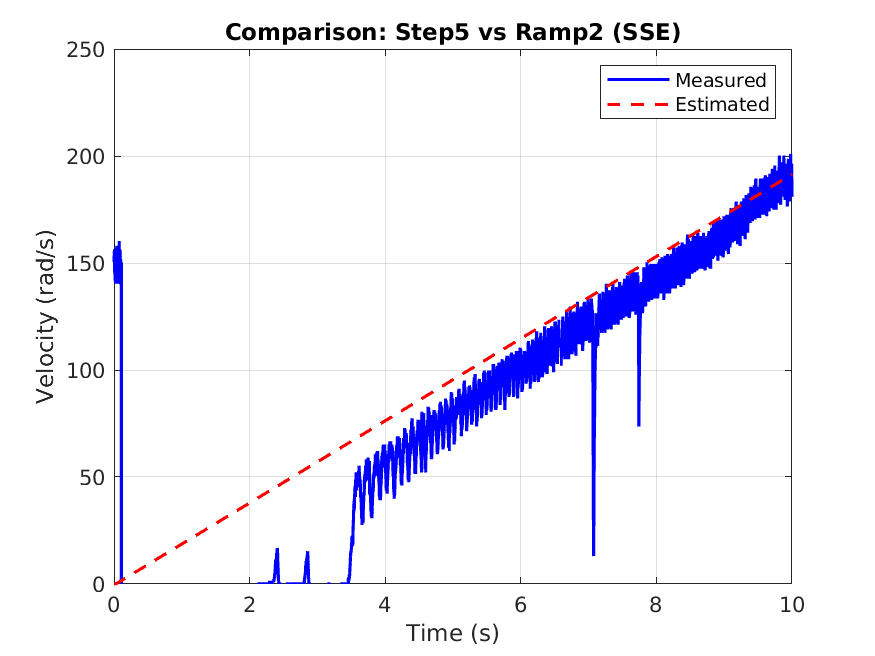 Comparison: Step5 vs Ramp2 (SSE)
250
200
150
100
50
0
Velocity (rad/s)
Measured
Estimated
0 2 4 6 8 10
Time (s)